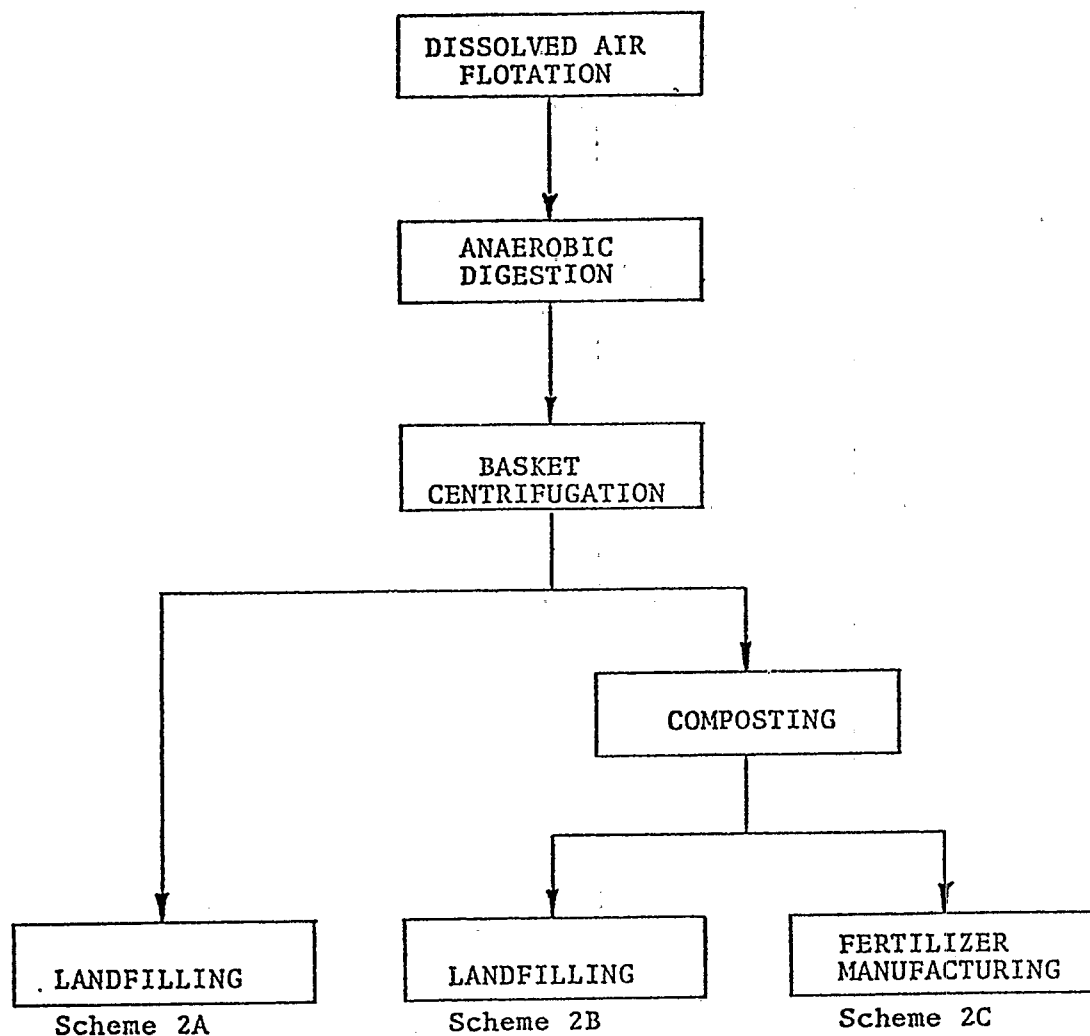 DISSOLVED AIR
FLOTATION
ANAEROBIC
DIGESTION
BASKET
CENTRIFUGATION
COMPOSTING
LANDFILLING
Scheme 2A
LANDFILLING
Scheme 2B
FERTILIZER
MANUFACTURING
Scheme 2C